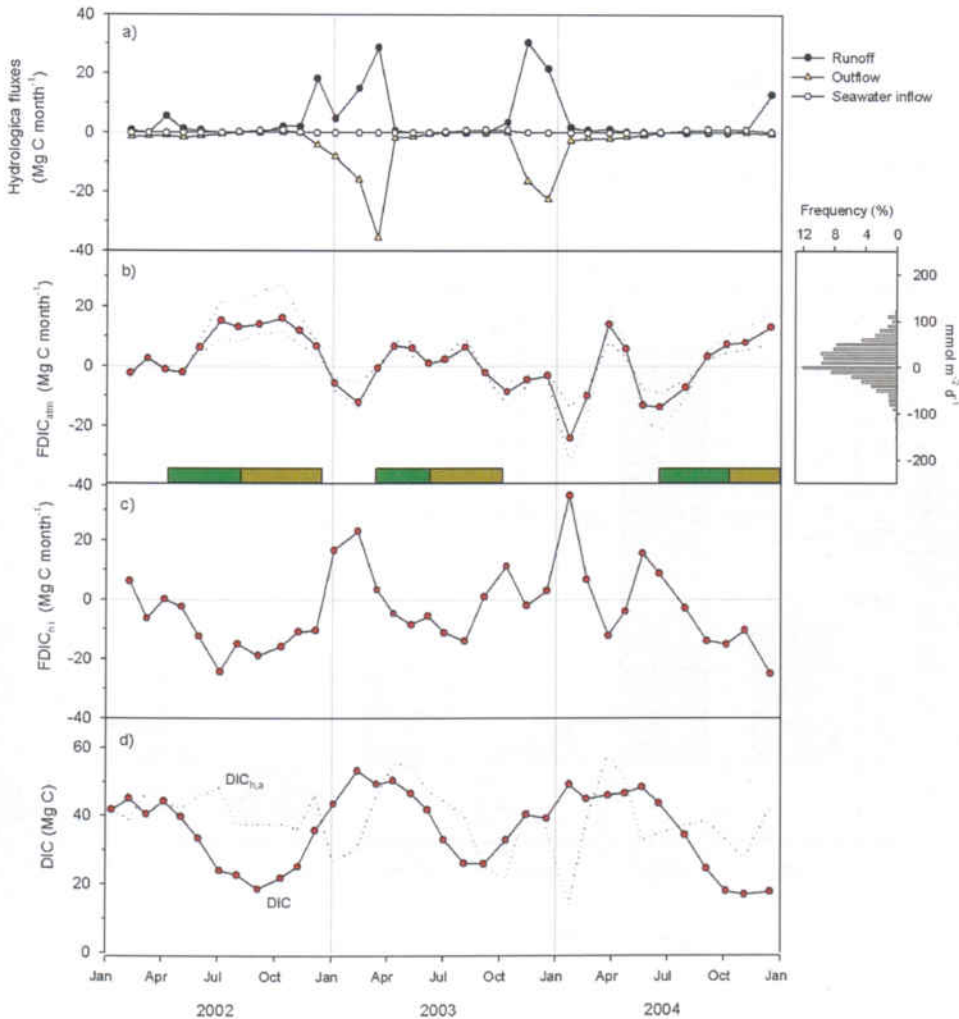 a)
Hydrologica fluxes
(Mg C month⁻¹)
40
20
0
-20
-40
Runoff
Outflow
Seawater inflow
b)
FDICatm (Mg C month⁻¹)
20
0
-20
-40
Frequency (%)
12 8 4 0
200
100
0
-100
-200
mmol m⁻² d⁻¹
c)
FDICh i (Mg C month⁻¹)
20
0
-20
-40
d)
DIC (Mg C)
60
40
20
0
DICh,a
DIC
Jan Apr Jul Oct Jan Apr Jul Oct Jan Apr Jul Oct Jan
2002 2003 2004